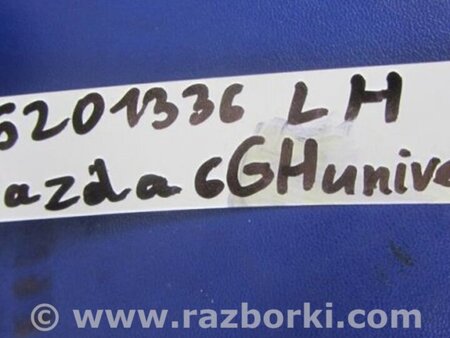 6201336 LH
azda 6GHunive
© www.razborki.com